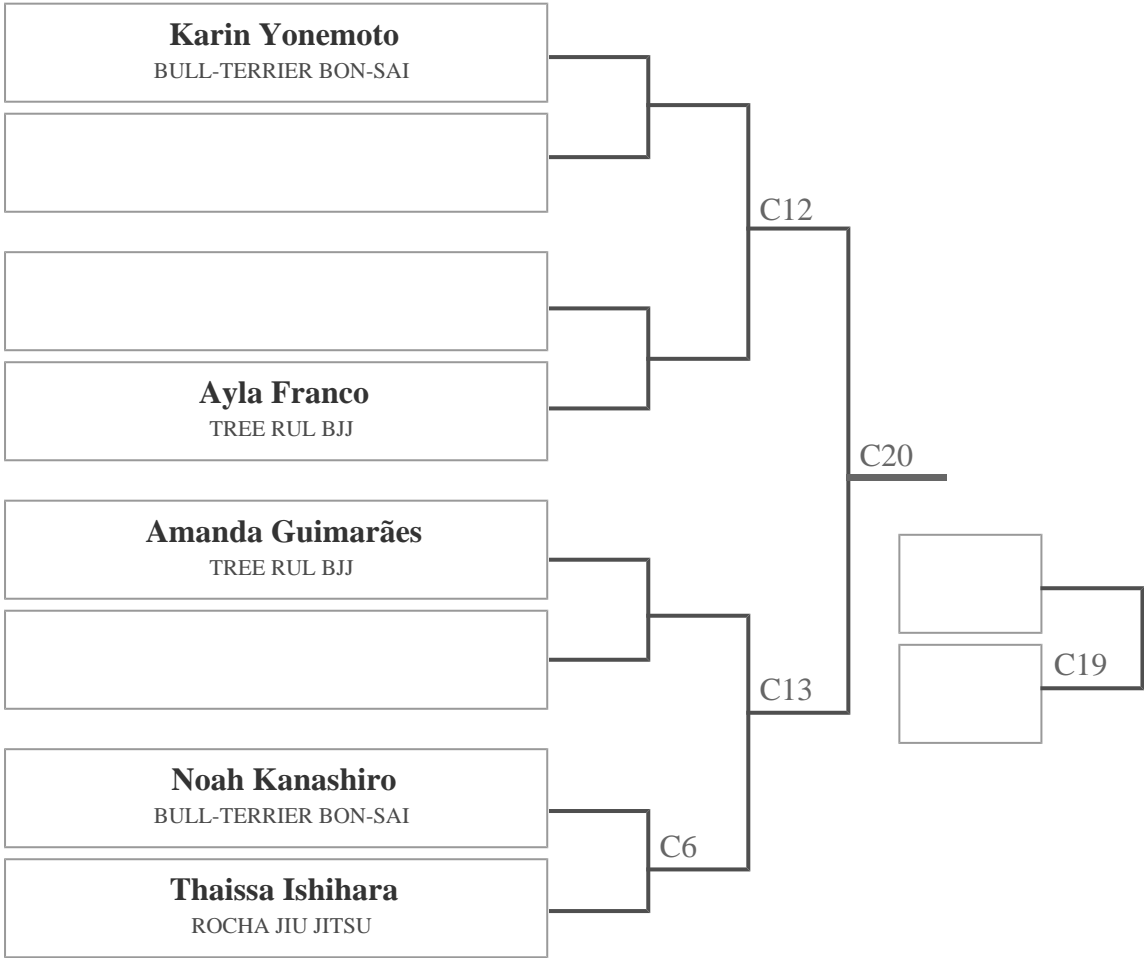 Karin Yonemoto
BULL-TERRIER BON-SAI
C12
Ayla Franco
TREE RUL BJJ
C20
Amanda Guimarães
TREE RUL BJJ
C19
C13
Noah Kanashiro
BULL-TERRIER BON-SAI
C6
Thaissa Ishihara
ROCHA JIU JITSU